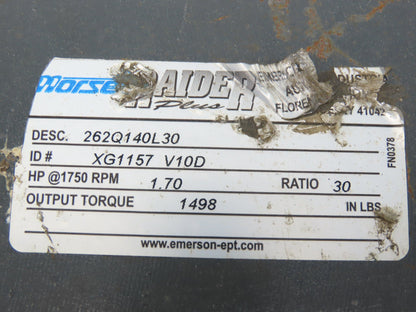 Morse RAIDER
Plus
FLOREN
41042
DESC. 262Q140L30
ID # XG1157 V10D
HP @1750 RPM 1.70 RATIO 30
OUTPUT TORQUE 1498 IN LBS
www.emerson-ept.com
FN0378